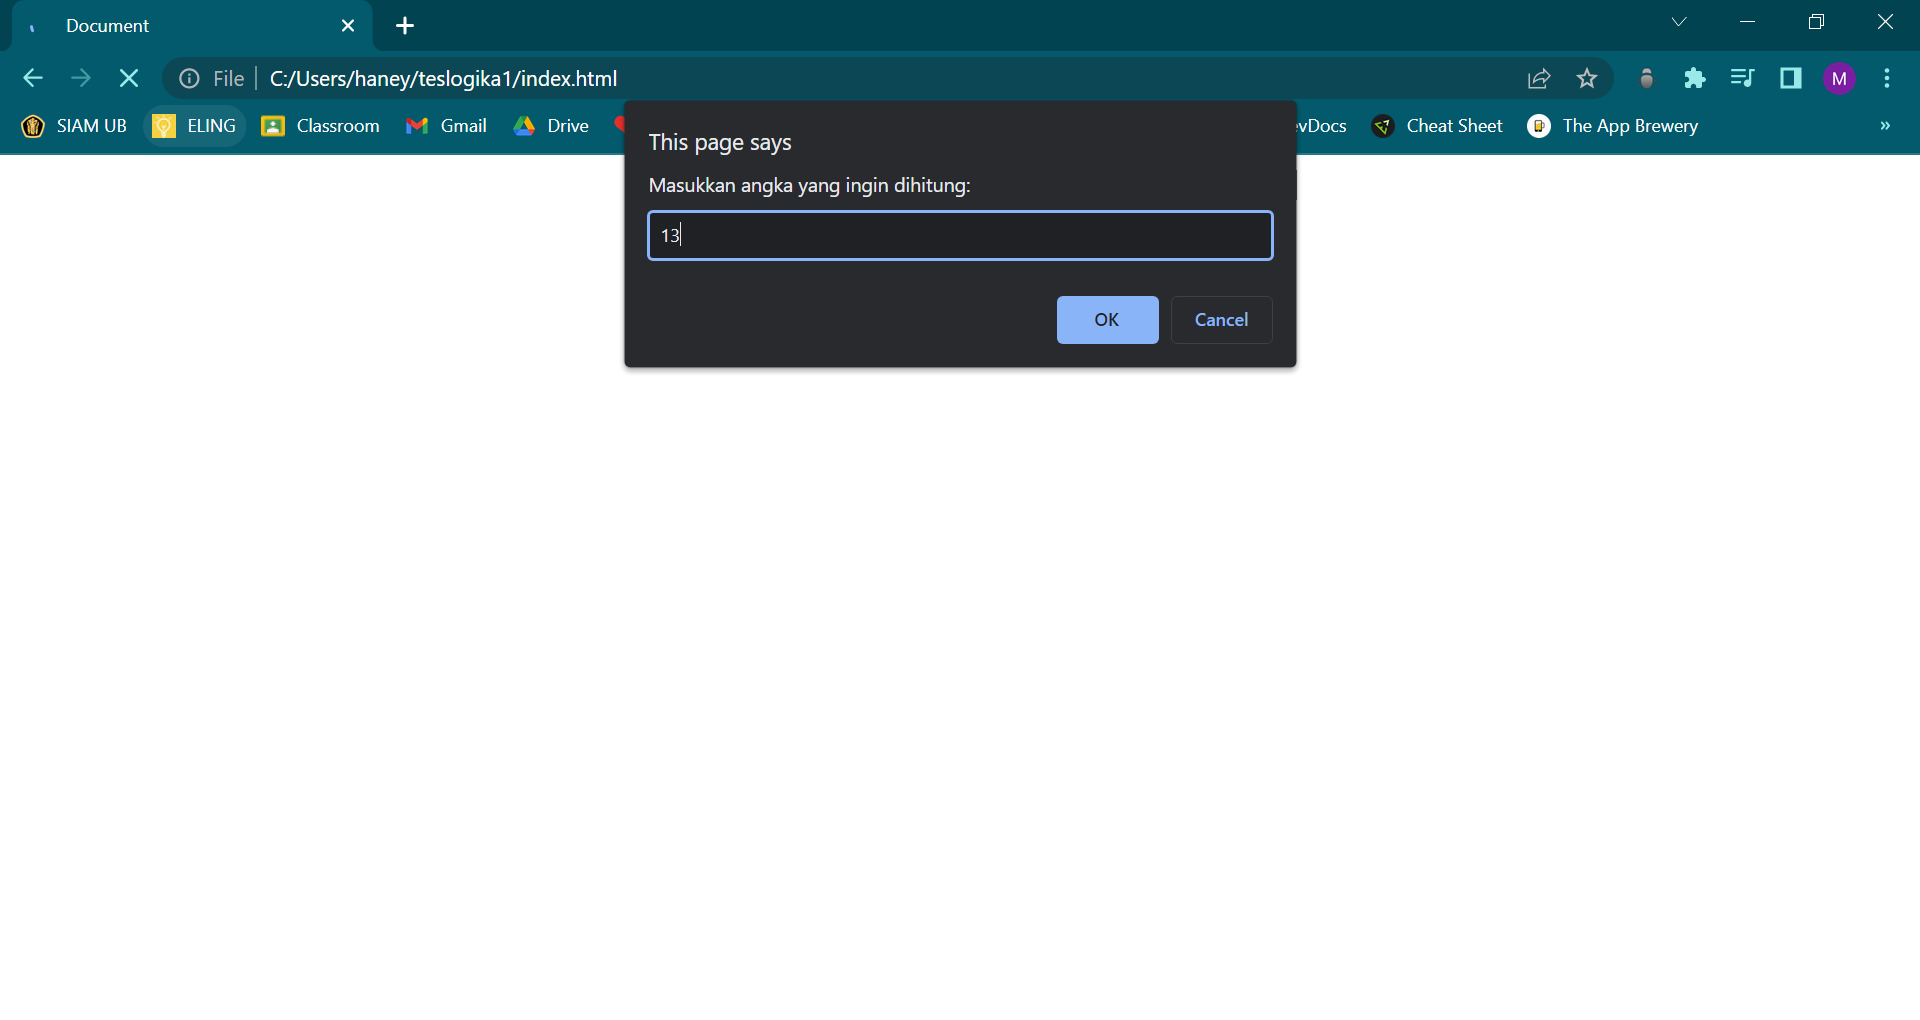 Document
File C:/Users/haney/teslogika1/index.html
M
SIAM UB ELING Classroom Gmail Drive evDocs Cheat Sheet The App Brewery »
This page says
Masukkan angka yang ingin dihitung:
13
OK Cancel